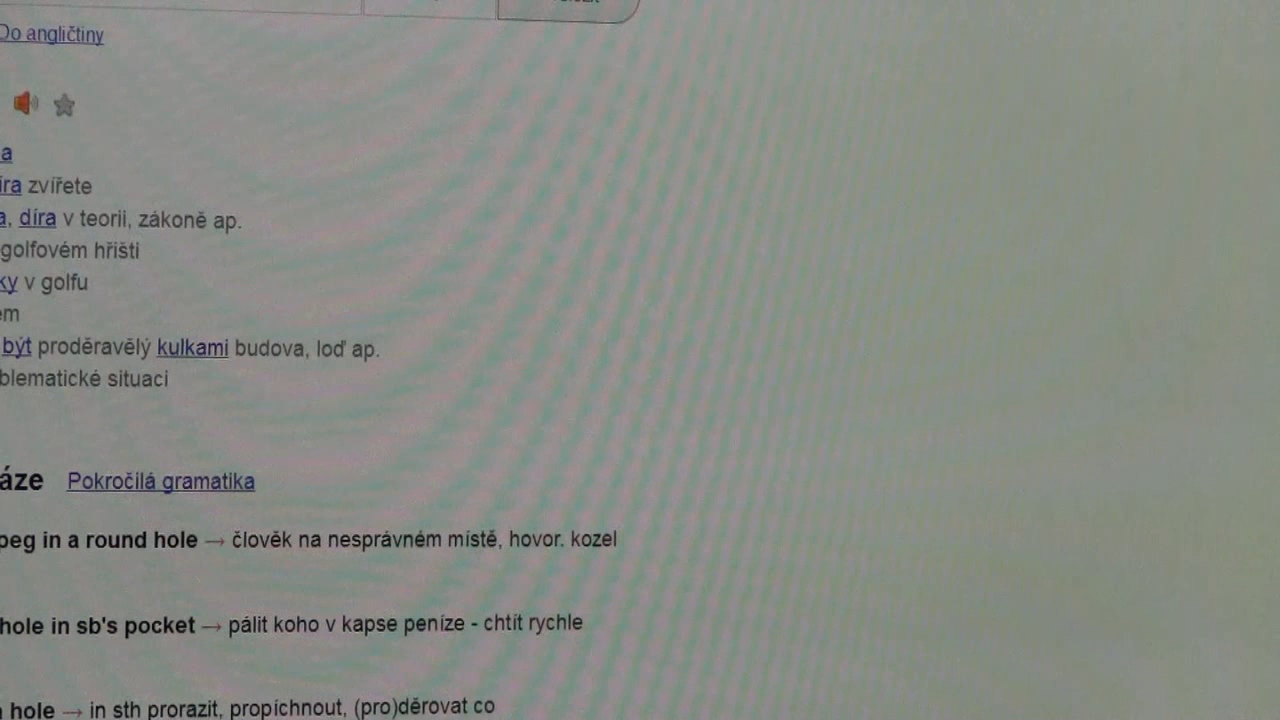 Do angličtiny
a
íra zvířete
a, díra v teorii, zákoně ap.
golfovém hřišti
ky v golfu
em
být proděravělý kulkami budova, loď ap.
blematické situaci
áze Pokročilá gramatika
peg in a round hole → člověk na nesprávném místě, hovor. kozel
hole in sb's pocket → pálit koho v kapse peníze - chtít rychle
hole → in sth prorazit, propíchnout, (pro)děrovat co